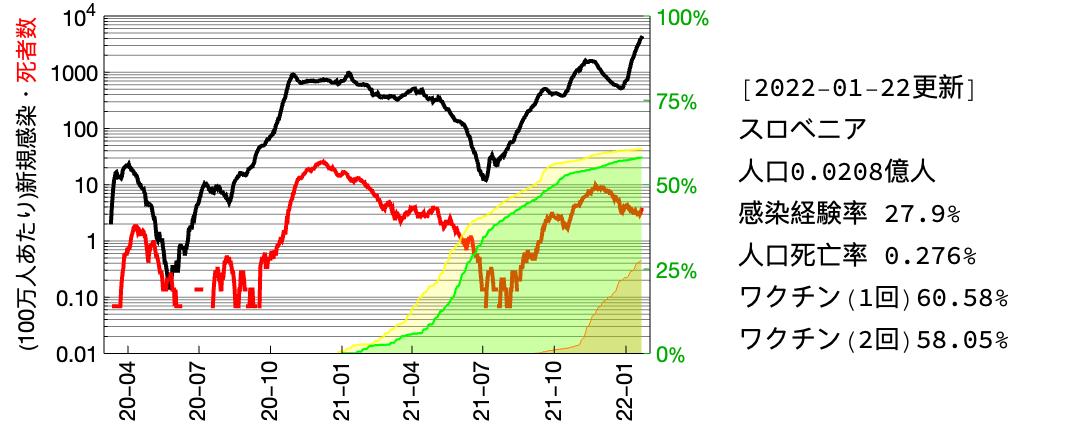 (100万人あたり)新規感染・死者数
10^4
1000
100
10
1
0.10
0.01
100%
75%
50%
25%
0%
20-04
20-07
20-10
21-01
21-04
21-07
21-10
22-01
[2022-01-22更新]
スロベニア
人口0.0208億人
感染経験率 27.9%
人口死亡率 0.276%
ワクチン(1回)60.58%
ワクチン(2回)58.05%